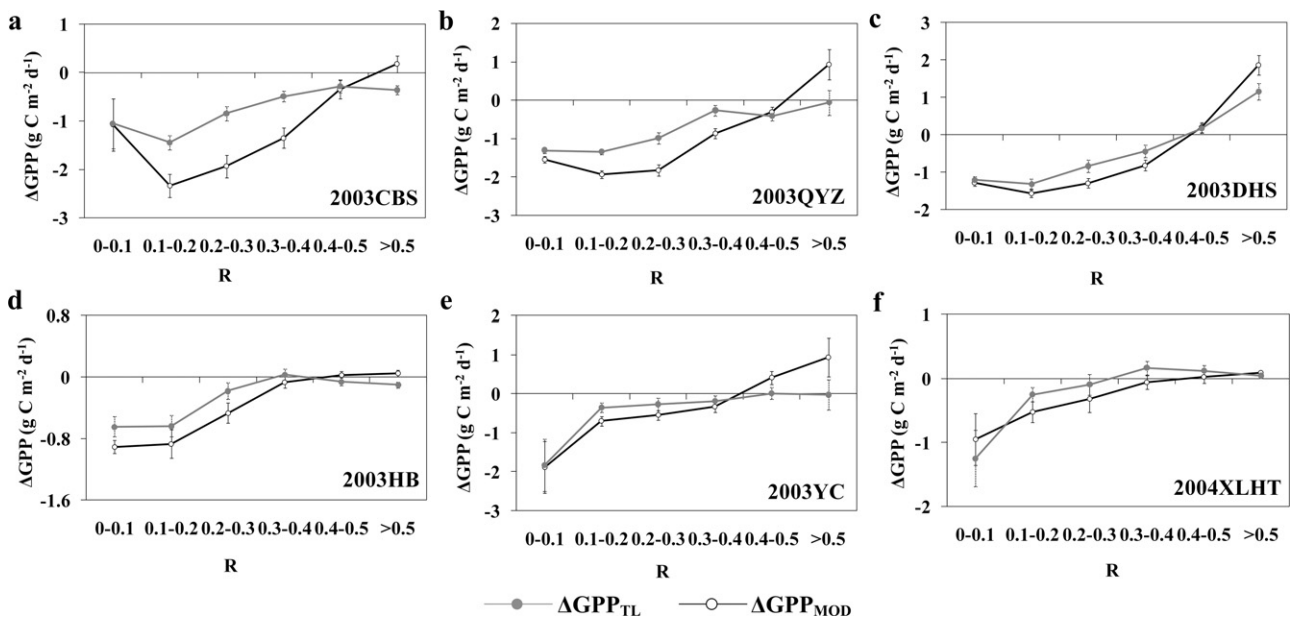 a
ΔGPP (g C m-2 d-1)
1
0
-1
-2
-3
2003CBS
0-0.1 0.1-0.2 0.2-0.3 0.3-0.4 0.4-0.5 >0.5
R
b
ΔGPP (g C m-2 d-1)
2
1
0
-1
-2
-3
2003QYZ
0-0.1 0.1-0.2 0.2-0.3 0.3-0.4 0.4-0.5 >0.5
R
c
ΔGPP (g C m-2 d-1)
3
2
1
0
-1
-2
2003DHS
0-0.1 0.1-0.2 0.2-0.3 0.3-0.4 0.4-0.5 >0.5
R
d
ΔGPP (g C m-2 d-1)
0.8
0
-0.8
-1.6
2003HB
0-0.1 0.1-0.2 0.2-0.3 0.3-0.4 0.4-0.5 >0.5
R
e
ΔGPP (g C m-2 d-1)
2
1
0
-1
-2
-3
2003YC
0-0.1 0.1-0.2 0.2-0.3 0.3-0.4 0.4-0.5 >0.5
R
f
ΔGPP (g C m-2 d-1)
1
0
-1
-2
2004XLHT
0-0.1 0.1-0.2 0.2-0.3 0.3-0.4 0.4-0.5 >0.5
R
ΔGPPTL ΔGPPMOD